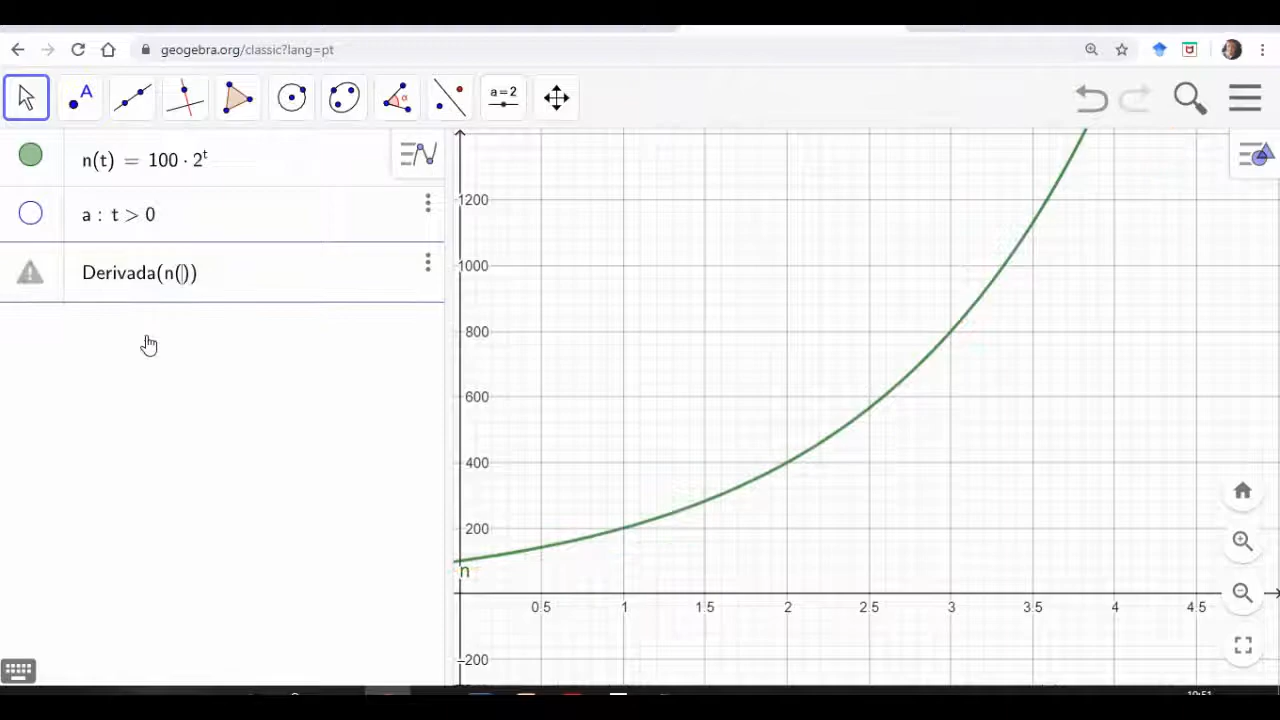 geogebra.org/classic?lang=pt
A
α
a=2
n(t) = 100 · 2ᵗ
a : t > 0
Derivada(n())
1200
1000
800
600
400
200
n
0.5 1 1.5 2 2.5 3 3.5 4 4.5
–200